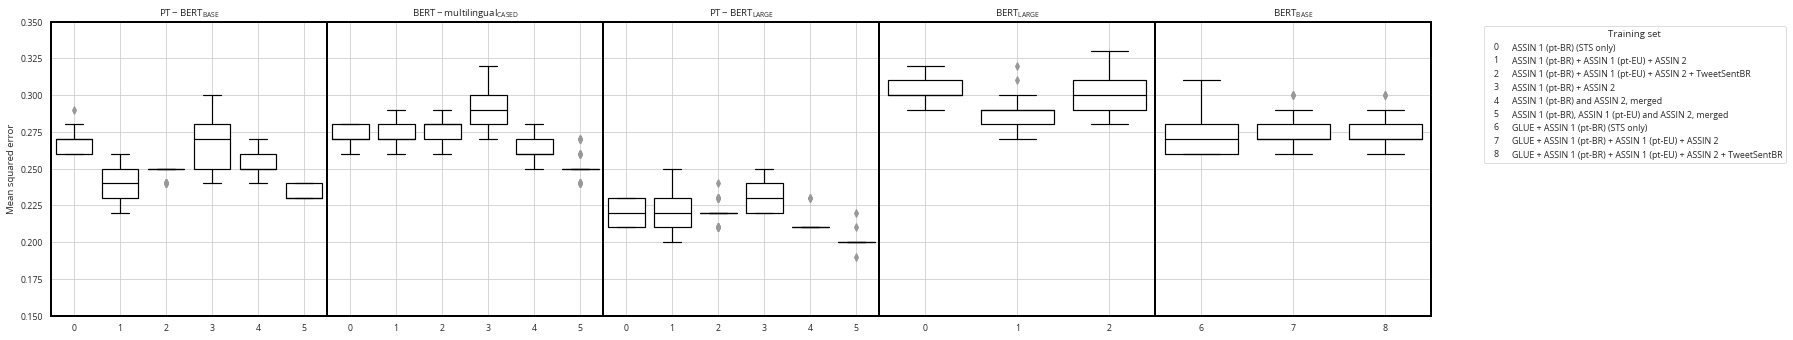 PT − BERT_BASE BERT − multilingual_CASED PT − BERT_LARGE BERT_LARGE BERT_BASE
Mean squared error
0.350
0.325
0.300
0.275
0.250
0.225
0.200
0.175
0.150
0 1 2 3 4 5 0 1 2 3 4 5 0 1 2 3 4 5 0 1 2 6 7 8
Training set
0 ASSIN 1 (pt-BR) (STS only)
1 ASSIN 1 (pt-BR) + ASSIN 1 (pt-EU) + ASSIN 2
2 ASSIN 1 (pt-BR) + ASSIN 1 (pt-EU) + ASSIN 2 + TweetSentBR
3 ASSIN 1 (pt-BR) + ASSIN 2
4 ASSIN 1 (pt-BR) and ASSIN 2, merged
5 ASSIN 1 (pt-BR), ASSIN 1 (pt-EU) and ASSIN 2, merged
6 GLUE + ASSIN 1 (pt-BR) (STS only)
7 GLUE + ASSIN 1 (pt-BR) + ASSIN 1 (pt-EU) + ASSIN 2
8 GLUE + ASSIN 1 (pt-BR) + ASSIN 1 (pt-EU) + ASSIN 2 + TweetSentBR